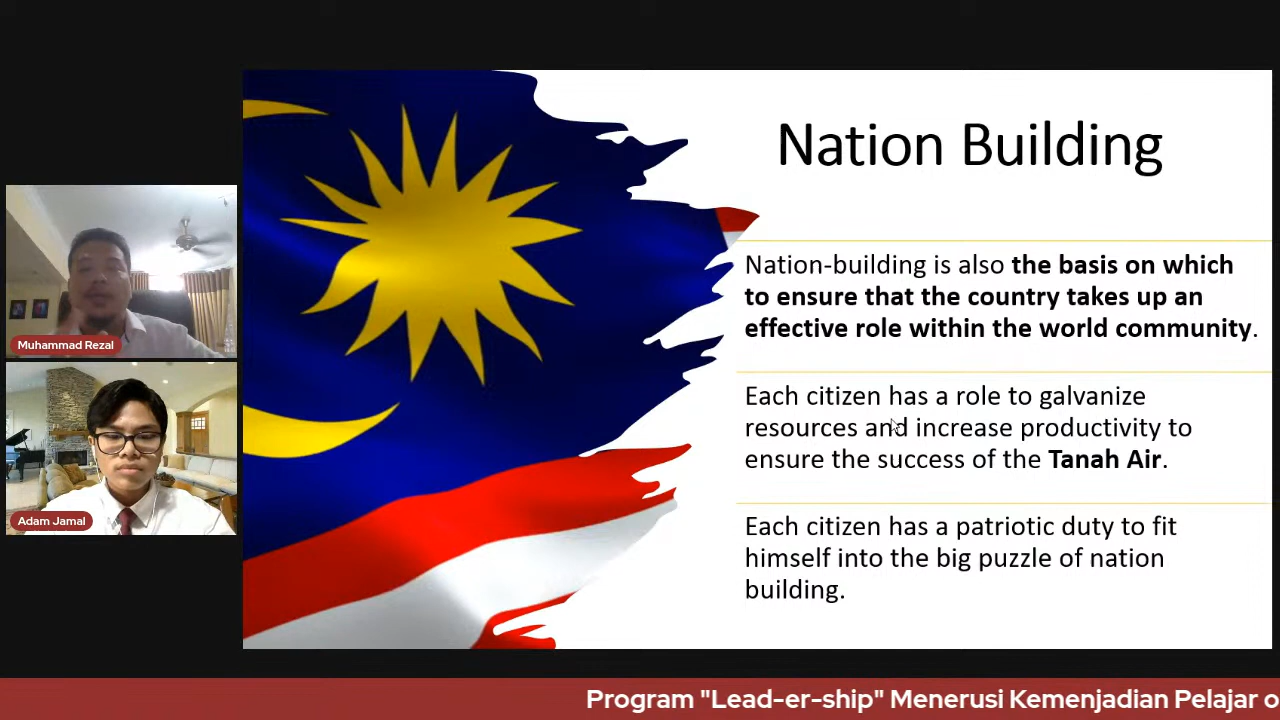 Nation Building
Nation-building is also the basis on which
to ensure that the country takes up an
effective role within the world community.
Each citizen has a role to galvanize
resources and increase productivity to
ensure the success of the Tanah Air.
Each citizen has a patriotic duty to fit
himself into the big puzzle of nation
building.
Muhammad Rezal
Adam Jamal
Program "Lead-er-ship" Menerusi Kemenjadian Pelajar o